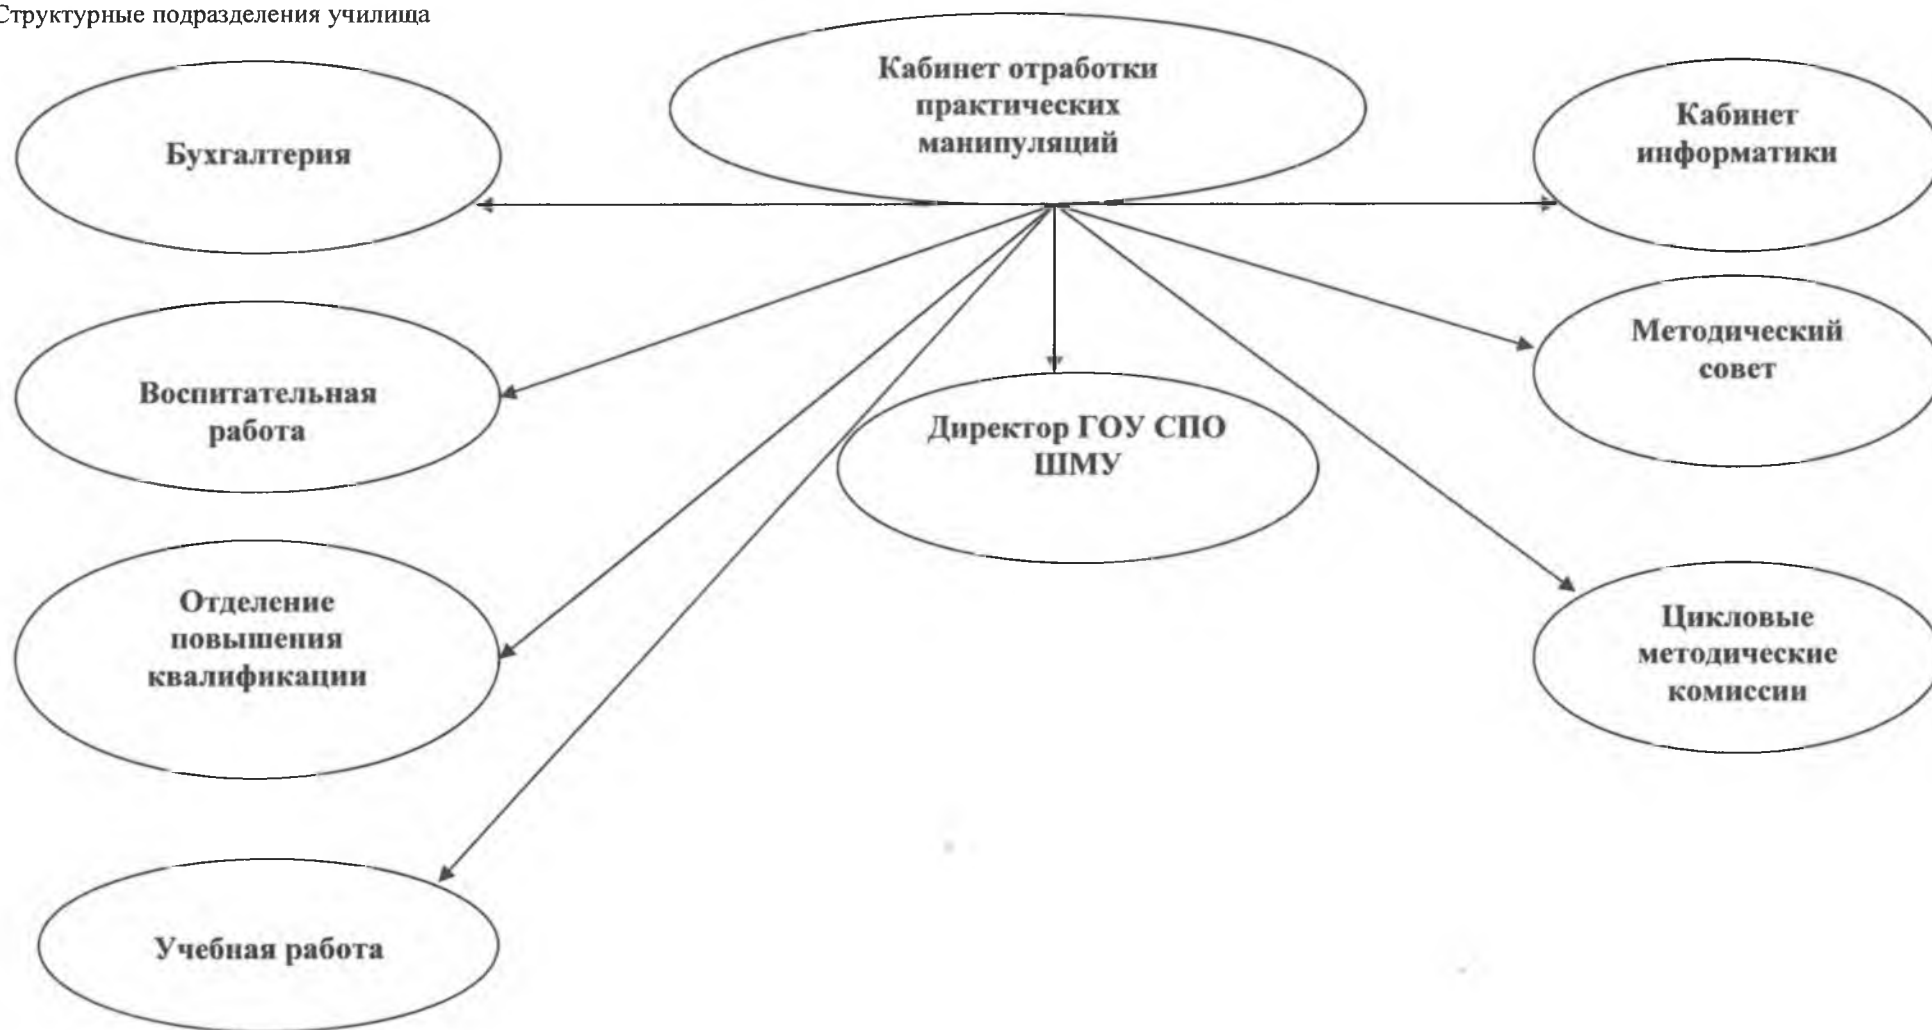 Структурные подразделения училища
Кабинет отработки
практических
манипуляций
Бухгалтерия
Кабинет
информатики
Воспитательная
работа
Методический
совет
Директор ГОУ СПО
ШМУ
Отделение
повышения
квалификации
Цикловые
методические
комиссии
Учебная работа